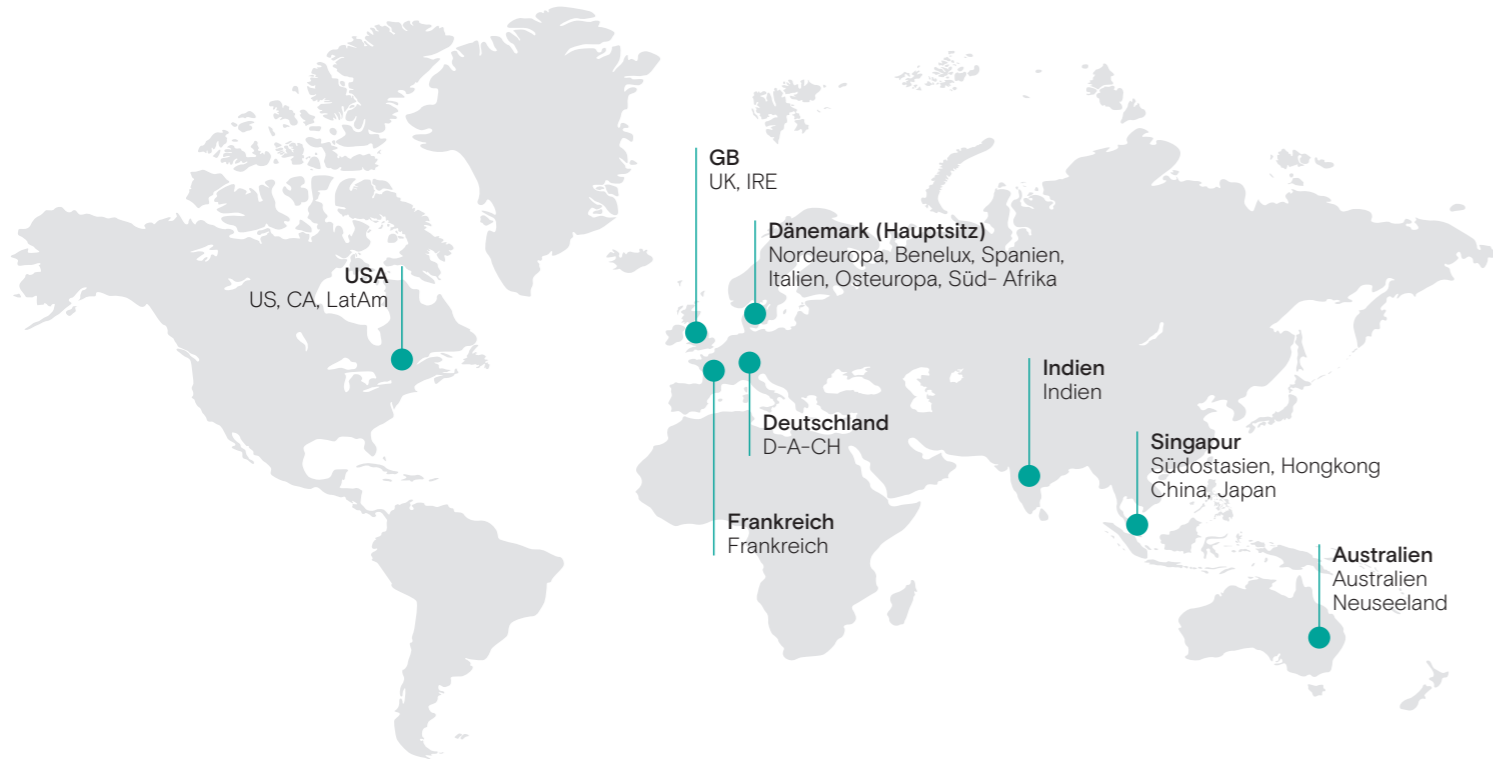 GB
UK, IRE
Dänemark (Hauptsitz)
Nordeuropa, Benelux, Spanien,
Italien, Osteuropa, Süd- Afrika
USA
US, CA, LatAm
Indien
Indien
Deutschland
D-A-CH
Singapur
Südostasien, Hongkong
China, Japan
Frankreich
Frankreich
Australien
Australien
Neuseeland